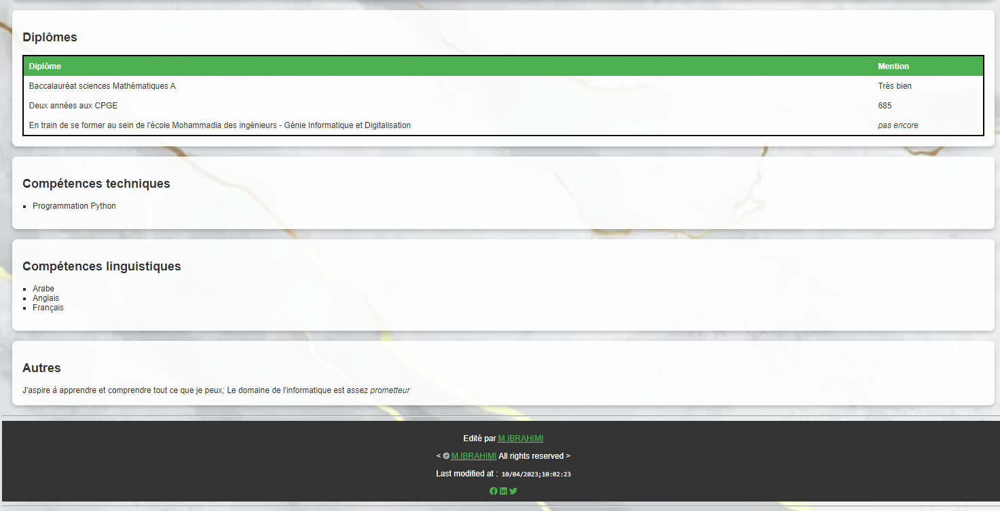 Diplômes
Diplôme Mention
Baccalauréat sciences Mathématiques A Très bien
Deux années aux CPGE 685
En train de se former au sein de l'école Mohammadia des ingénieurs - Génie Informatique et Digitalisation pas encore
Compétences techniques
Programmation Python
Compétences linguistiques
Arabe
Anglais
Français
Autres
J'aspire à apprendre et comprendre tout ce que je peux; Le domaine de l'informatique est assez prometteur
Edité par M.IBRAHIMI
< © M.IBRAHIMI All rights reserved >
Last modified at : 10/04/2023;10:02:23